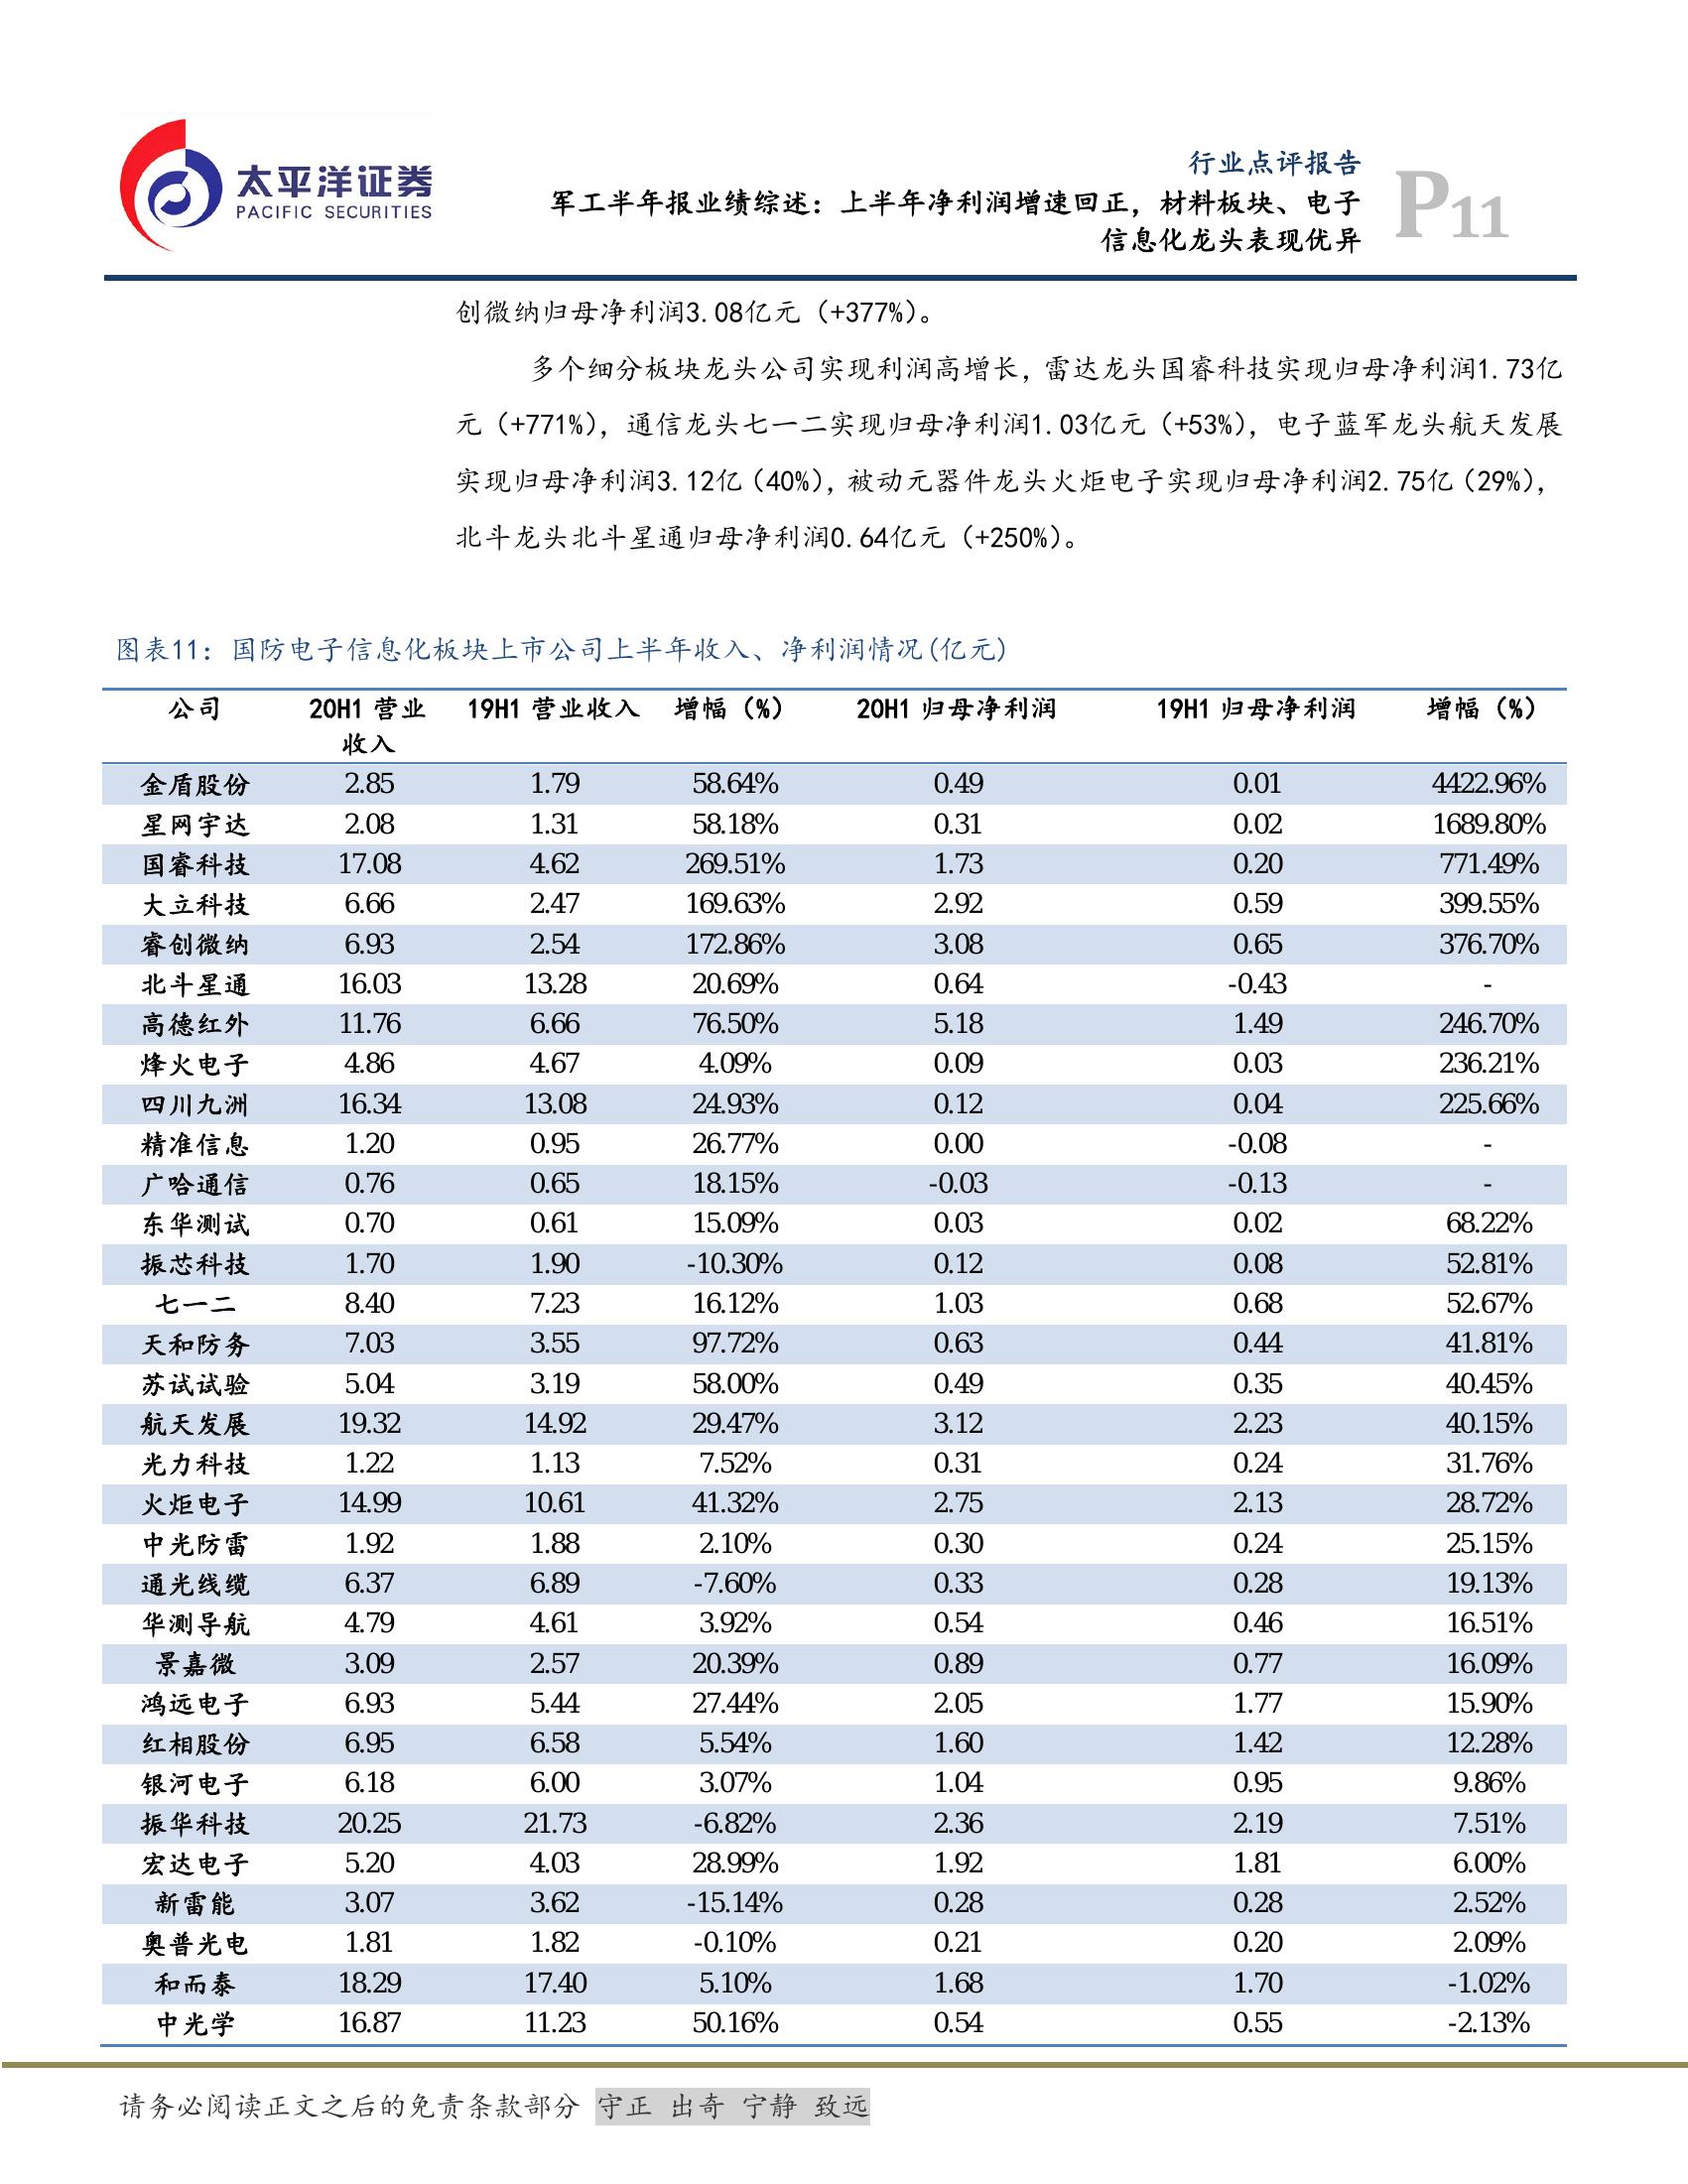 太平洋证券
PACIFIC SECURITIES
行业点评报告
军工半年报业绩综述：上半年净利润增速回正，材料板块、电子
信息化龙头表现优异
P11
创微纳归母净利润3.08亿元（+377%）。
多个细分板块龙头公司实现利润高增长，雷达龙头国睿科技实现归母净利润1.73亿
元（+771%），通信龙头七一二实现归母净利润1.03亿元（+53%），电子蓝军龙头航天发展
实现归母净利润3.12亿（40%），被动元器件龙头火炬电子实现归母净利润2.75亿（29%），
北斗龙头北斗星通归母净利润0.64亿元（+250%）。
图表11：国防电子信息化板块上市公司上半年收入、净利润情况(亿元)
公司 20H1 营业 19H1 营业收入 增幅（%） 20H1 归母净利润 19H1 归母净利润 增幅（%）
收入
金盾股份 2.85 1.79 58.64% 0.49 0.01 4422.96%
星网宇达 2.08 1.31 58.18% 0.31 0.02 1689.80%
国睿科技 17.08 4.62 269.51% 1.73 0.20 771.49%
大立科技 6.66 2.47 169.63% 2.92 0.59 399.55%
睿创微纳 6.93 2.54 172.86% 3.08 0.65 376.70%
北斗星通 16.03 13.28 20.69% 0.64 -0.43 -
高德红外 11.76 6.66 76.50% 5.18 1.49 246.70%
烽火电子 4.86 4.67 4.09% 0.09 0.03 236.21%
四川九洲 16.34 13.08 24.93% 0.12 0.04 225.66%
精准信息 1.20 0.95 26.77% 0.00 -0.08 -
广哈通信 0.76 0.65 18.15% -0.03 -0.13 -
东华测试 0.70 0.61 15.09% 0.03 0.02 68.22%
振芯科技 1.70 1.90 -10.30% 0.12 0.08 52.81%
七一二 8.40 7.23 16.12% 1.03 0.68 52.67%
天和防务 7.03 3.55 97.72% 0.63 0.44 41.81%
苏试试验 5.04 3.19 58.00% 0.49 0.35 40.45%
航天发展 19.32 14.92 29.47% 3.12 2.23 40.15%
光力科技 1.22 1.13 7.52% 0.31 0.24 31.76%
火炬电子 14.99 10.61 41.32% 2.75 2.13 28.72%
中光防雷 1.92 1.88 2.10% 0.30 0.24 25.15%
通光线缆 6.37 6.89 -7.60% 0.33 0.28 19.13%
华测导航 4.79 4.61 3.92% 0.54 0.46 16.51%
景嘉微 3.09 2.57 20.39% 0.89 0.77 16.09%
鸿远电子 6.93 5.44 27.44% 2.05 1.77 15.90%
红相股份 6.95 6.58 5.54% 1.60 1.42 12.28%
银河电子 6.18 6.00 3.07% 1.04 0.95 9.86%
振华科技 20.25 21.73 -6.82% 2.36 2.19 7.51%
宏达电子 5.20 4.03 28.99% 1.92 1.81 6.00%
新雷能 3.07 3.62 -15.14% 0.28 0.28 2.52%
奥普光电 1.81 1.82 -0.10% 0.21 0.20 2.09%
和而泰 18.29 17.40 5.10% 1.68 1.70 -1.02%
中光学 16.87 11.23 50.16% 0.54 0.55 -2.13%
请务必阅读正文之后的免责条款部分 守正 出奇 宁静 致远